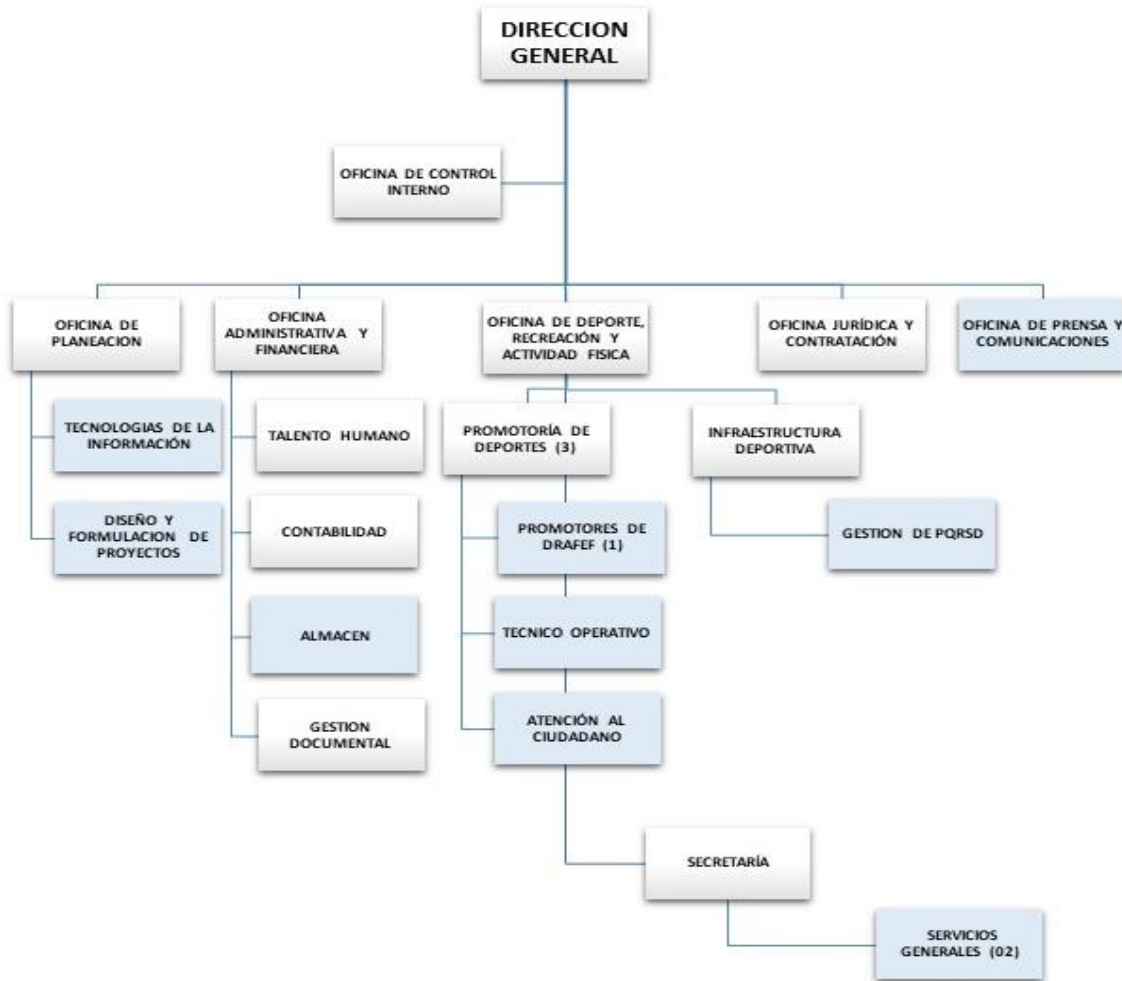 DIRECCION
GENERAL
OFICINA DE CONTROL
INTERNO
OFICINA DE
PLANEACION
OFICINA
ADMINISTRATIVA Y
FINANCIERA
OFICINA DE DEPORTE,
RECREACIÓN Y
ACTIVIDAD FISICA
OFICINA JURÍDICA Y
CONTRATACIÓN
OFICINA DE PRENSA Y
COMUNICACIONES
TECNOLOGIAS DE LA
INFORMACIÓN
TALENTO HUMANO
PROMOTORÍA DE
DEPORTES (3)
INFRAESTRUCTURA
DEPORTIVA
DISEÑO Y
FORMULACION DE
PROYECTOS
CONTABILIDAD
PROMOTORES DE
DRAFEF (1)
GESTION DE PQRSD
ALMACEN
TECNICO OPERATIVO
GESTION
DOCUMENTAL
ATENCIÓN AL
CIUDADANO
SECRETARÍA
SERVICIOS
GENERALES (02)